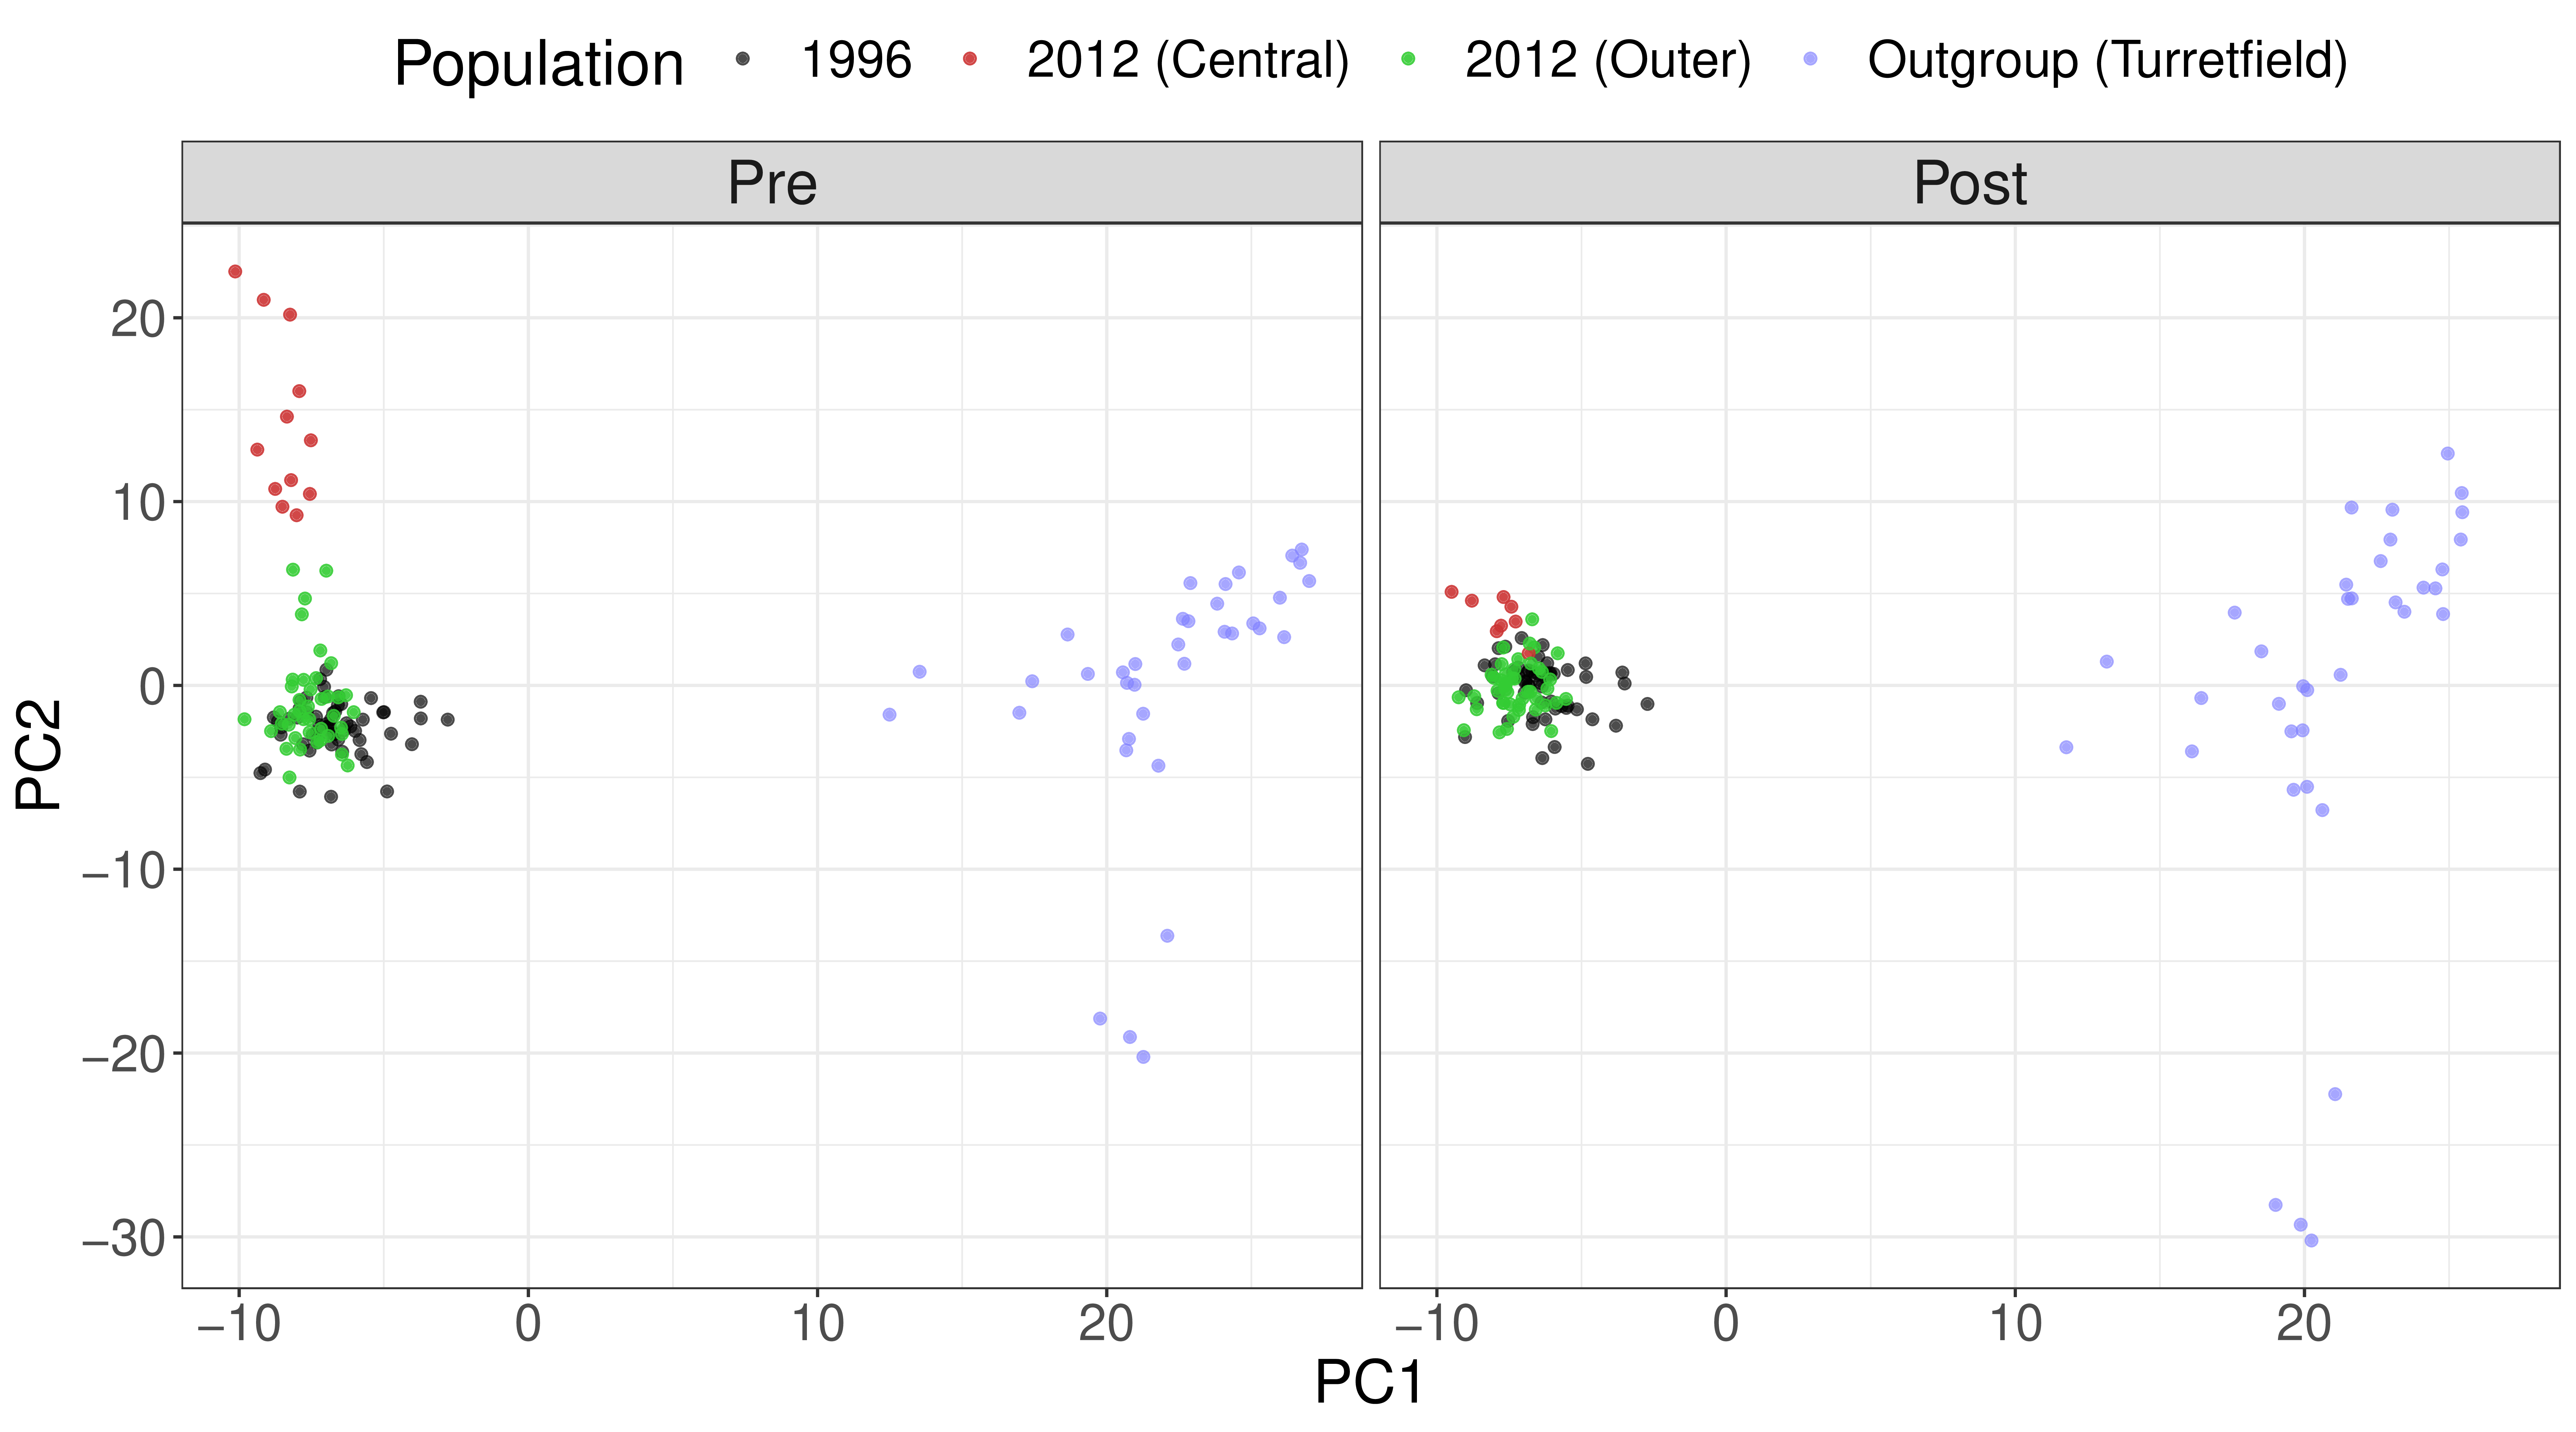 Population 1996 2012 (Central) 2012 (Outer) Outgroup (Turretfield)
Pre Post
20
10
0
−10
−20
−30
PC2
−10 0 10 20 −10 0 10 20
PC1